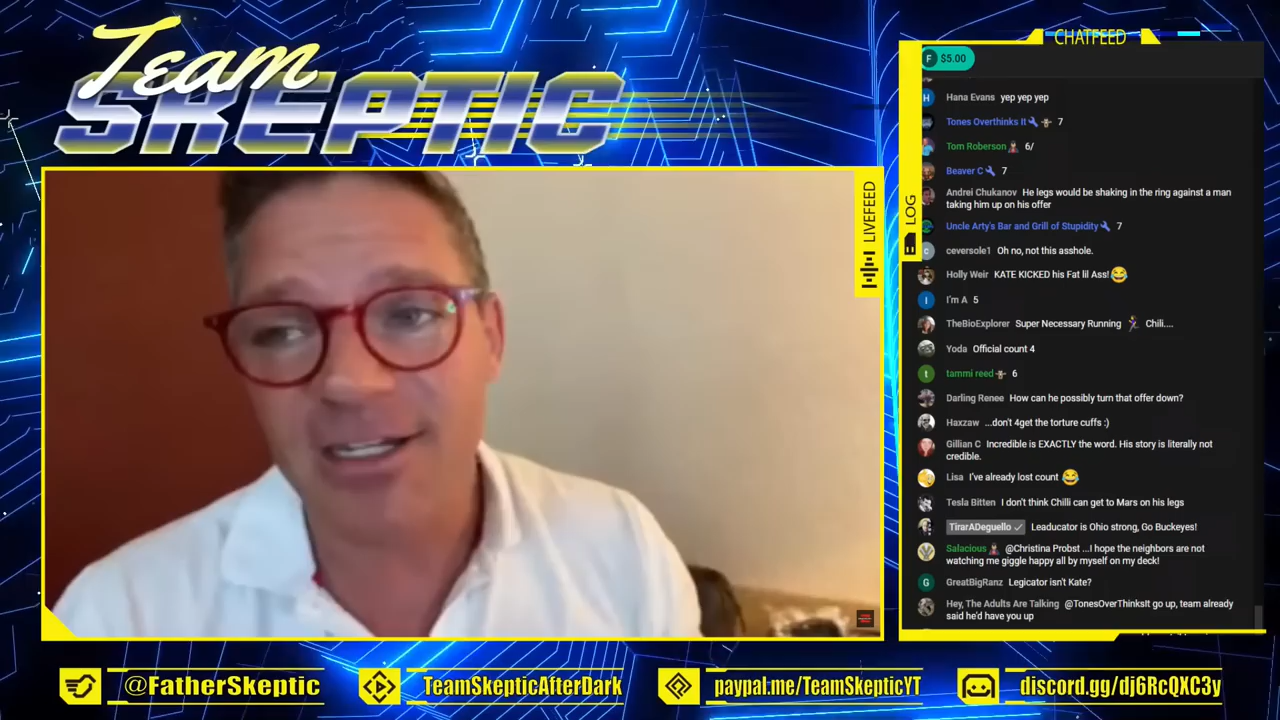 Team
SKEPTIC
CHATFEED
LIVEFEED
LOG
F $5.00
H Hana Evans yep yep yep
Tones Overthinks It 7
Tom Roberson 6/
Beaver C 7
Andrei Chukanov He legs would be shaking in the ring against a man
taking him up on his offer
Uncle Arty's Bar and Grill of Stupidity 7
c ceversole1 Oh no, not this asshole.
Holly Weir KATE KICKED his Fat lil Ass!
I I'm A 5
TheBioExplorer Super Necessary Running Chili....
Yoda Official count 4
t tammi reed 6
Darling Renee How can he possibly turn that offer down?
Haxzaw ...don't 4get the torture cuffs :)
Gillian C Incredible is EXACTLY the word. His story is literally not
credible.
Lisa I've already lost count
Tesla Bitten I don't think Chilli can get to Mars on his legs
TirarADeguello Leaducator is Ohio strong, Go Buckeyes!
Salacious @Christina Probst ...I hope the neighbors are not
watching me giggle happy all by myself on my deck!
G GreatBigRanz Legicator isn't Kate?
Hey, The Adults Are Talking @TonesOverThinksIt go up, team already
said he'd have you up
@FatherSkeptic
TeamSkepticAfterDark
paypal.me/TeamSkepticYT
discord.gg/dj6RcQXC3v